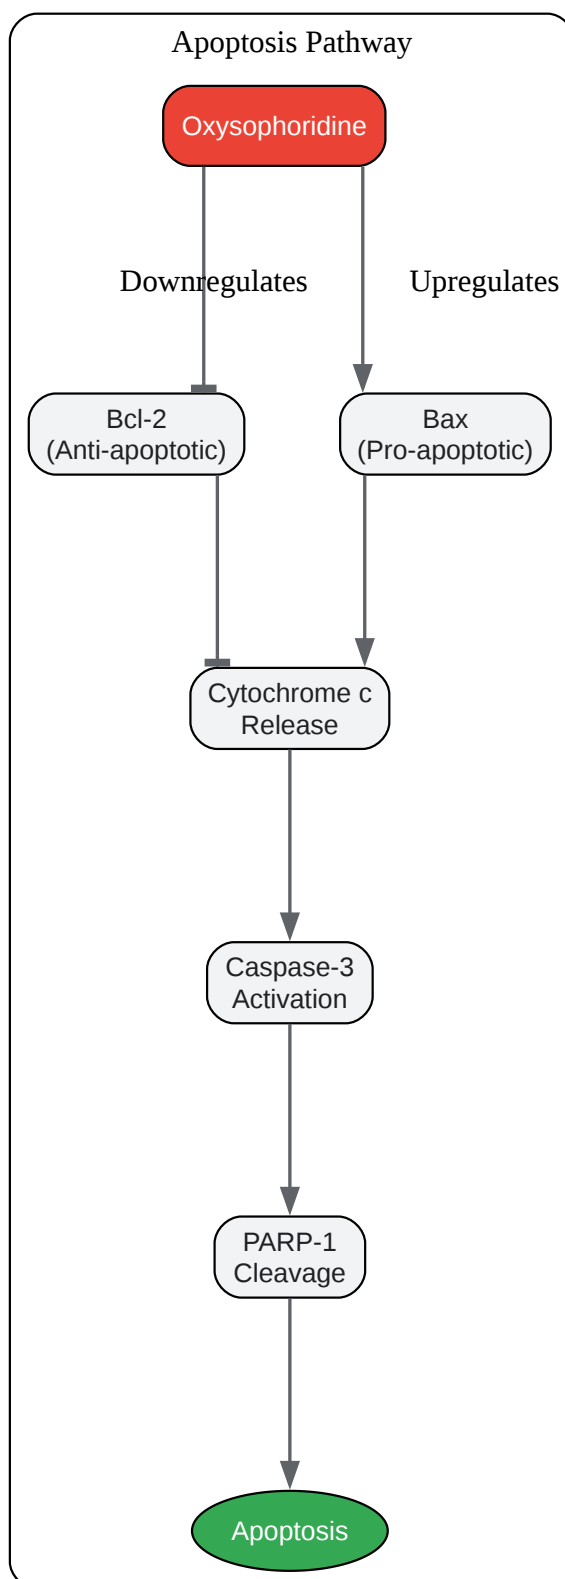 Apoptosis Pathway
Oxysophoridine
Downregulates
Upregulates
Bcl-2
(Anti-apoptotic)
Bax
(Pro-apoptotic)
Cytochrome c
Release
Caspase-3
Activation
PARP-1
Cleavage
Apoptosis